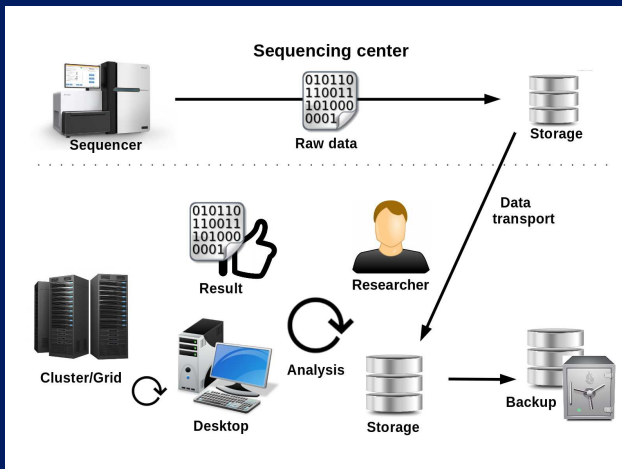 Sequencing center
010110
110011
101000
0001
Sequencer
Raw data
Storage
Data
transport
010110
110011
101000
0001
Result
Researcher
Cluster/Grid
Analysis
Desktop
Storage
Backup